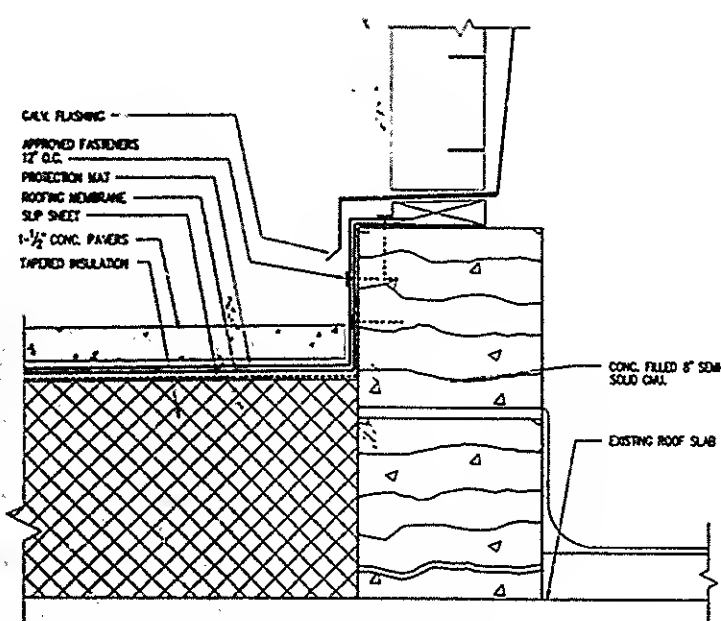 GALV. FLASHING
APPROVED FASTENERS
12" O.C.
PROTECTION MAT
ROOFING MEMBRANE
SLIP SHEET
1-1/2" CONC. PAVERS
TAPERED INSULATION
CONC. FILLED 8" SEMI
SOLID CMU.
EXISTING ROOF SLAB